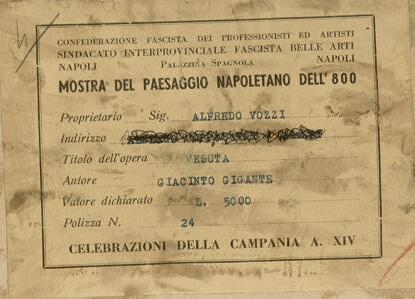 CONFEDERAZIONE FASCISTA DEI PROFESSIONISTI ED ARTISTI
SINDACATO INTERPROVINCIALE FASCISTA BELLE ARTI
NAPOLI PALAZZINA SPAGNOLA NAPOLI
MOSTRA DEL PAESAGGIO NAPOLETANO DELL'800
Proprietario Sig. ALFREDO VOZZI
Indirizzo
Titolo dell'opera VESUTA
Autore GIACINTO GIGANTE
Valore dichiarato L. 5000
Polizza N. 24
CELEBRAZIONI DELLA CAMPANIA A. XIV